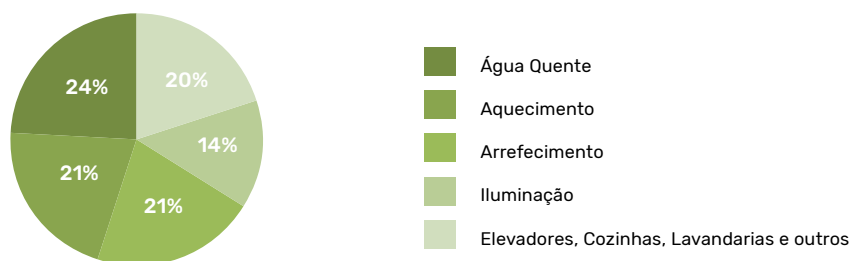 24%
20%
14%
21%
21%
Água Quente
Aquecimento
Arrefecimento
Iluminação
Elevadores, Cozinhas, Lavandarias e outros